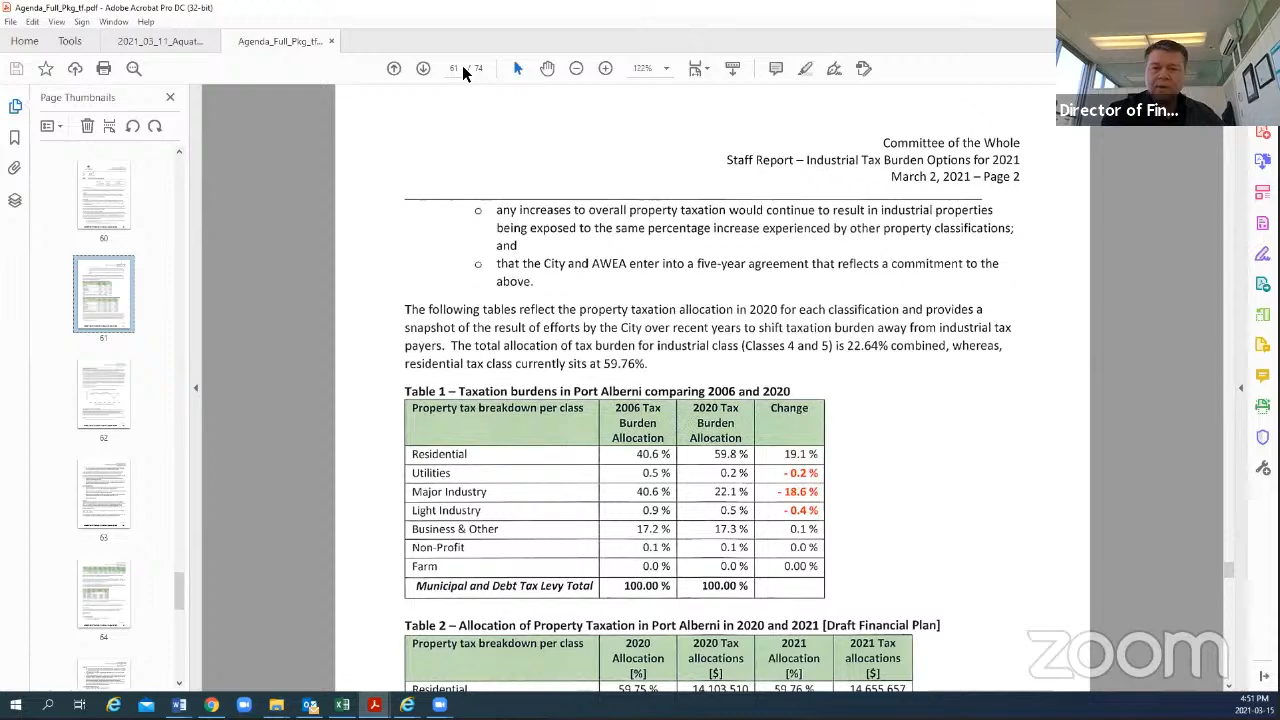 Agenda_Full_Pkg_tf.pdf - Adobe Acrobat Pro DC (32-bit)
File Edit View Sign Window Help
Home Tools 2021_03_11_Aquat... Agenda_Full_Pkg_tf... ×
122%
Page Thumbnails
Director of Fin...
Committee of the Whole
Staff Report – Industrial Tax Burden Options for 2021
March 2, 2021 – Page 2
any increases to overall property taxation would continue to result in industrial properties
being exposed to the same percentage increase experienced by other property classifications;
and
that the City and AWEA enter into a five-year agreement that reflects a commitment to the
above.
The following tables reflect the property taxation allocation in 2020 for each classification and provides a
snapshot of the result of efforts by the City over recent years to shift tax burden away from industrial tax
payers. The total allocation of tax burden for industrial class (Classes 4 and 5) is 22.64% combined, whereas,
residential tax class currently sits at 59.76%.
Table 1 – Taxation burdens in Port Alberni comparing 2006 and 2020
Property tax breakdown per class 2006 Tax Burden Allocation 2020 Tax Burden Allocation Change
Residential 40.6 % 59.8 % 19.1 %
Utilities 0.5 %
Major Industry 40.6 % 22.1 %
Light Industry 0.9 % 0.5 %
Business & Other 17.2 % 17.3 % 0.1 %
Non-Profit 0.1 % 0.1 % 0.0 %
Farm 0.0 % 0.0 % 0.00 %
Municipal and Debt Tax Levy Total 100.00 % 100.00 %
Table 2 – Allocation of Property Taxation in Port Alberni in 2020 and 2021 [Draft Financial Plan]
Property tax breakdown per class 2020 Allocation [%] 2020 Tax allocations [$] 2021 Allocation [%] 2021 Tax allocations [$]
Residential
60
61
62
63
64
zoom
4:51 PM
2021-03-15